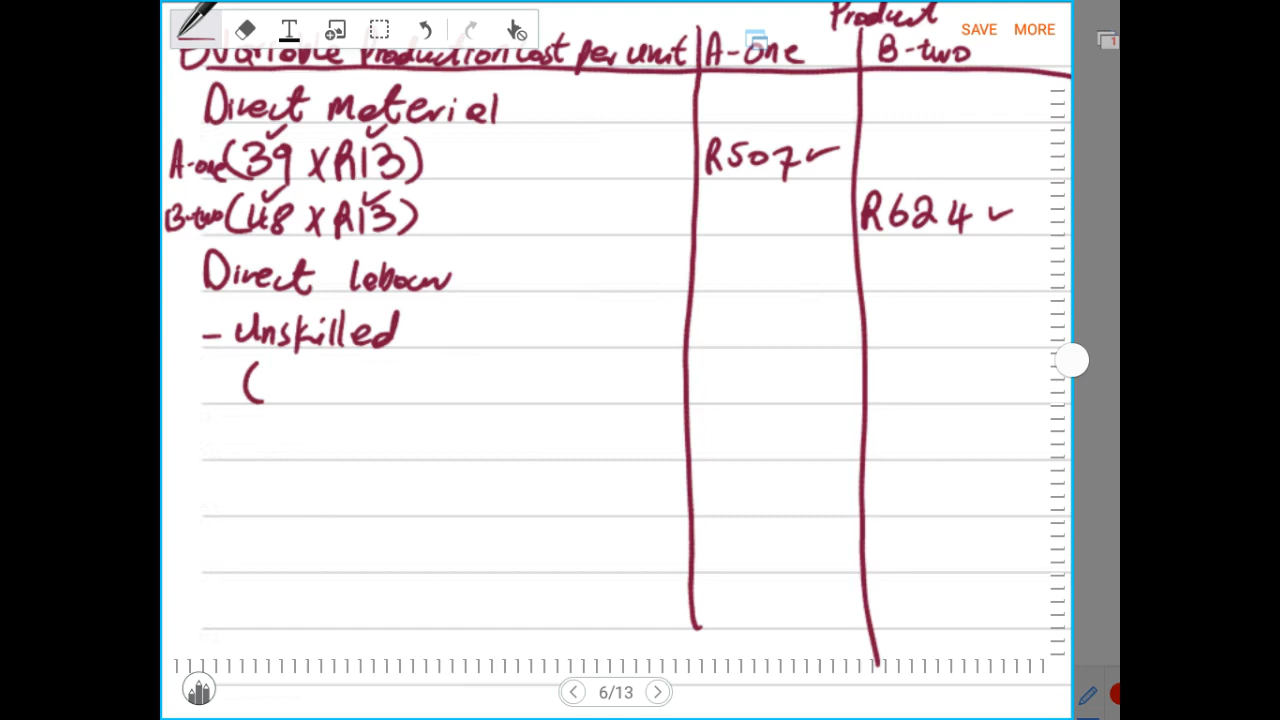 SAVE MORE
Product
Variable Production Cost per unit A-one B-two
Direct Material
A-one (39 x R13) R507
B-two (48 x R13) R624
Direct labour
- Unskilled
(
6/13
1